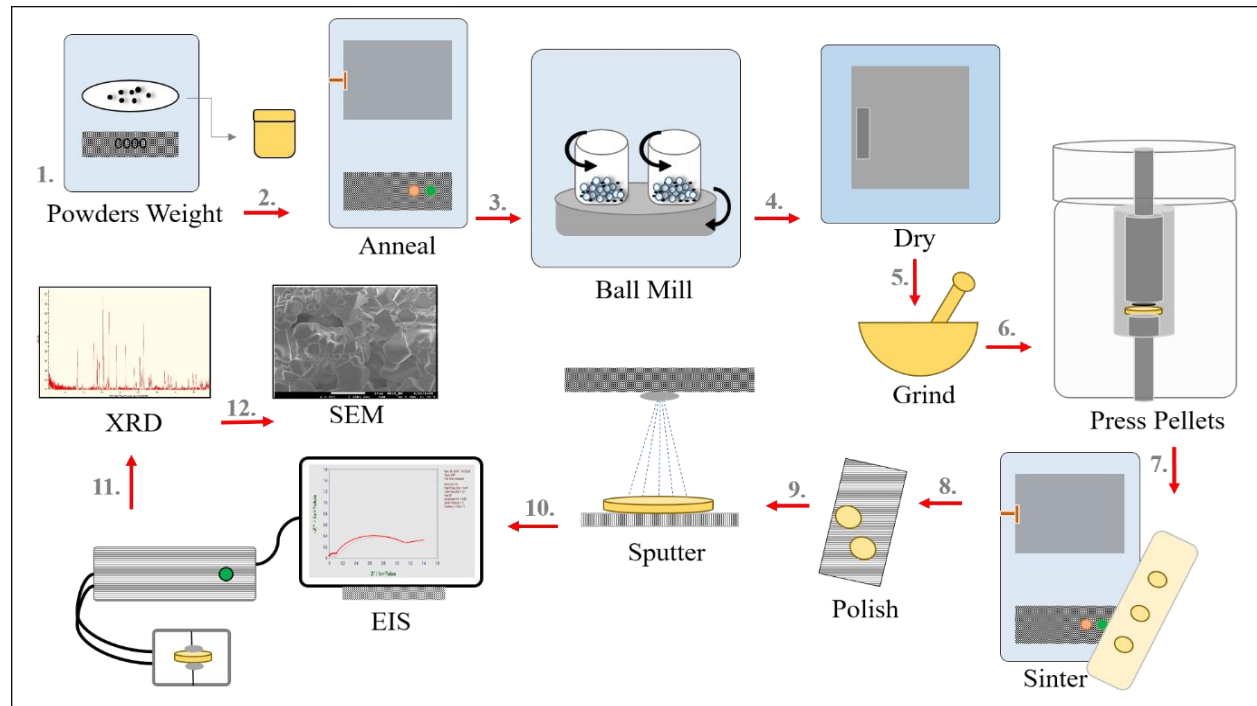 1.
Powders Weight
2.
Anneal
3.
Ball Mill
4.
Dry
5.
Grind
6.
Press Pellets
7.
Sinter
8.
Polish
9.
Sputter
10.
EIS
11.
XRD
12.
SEM